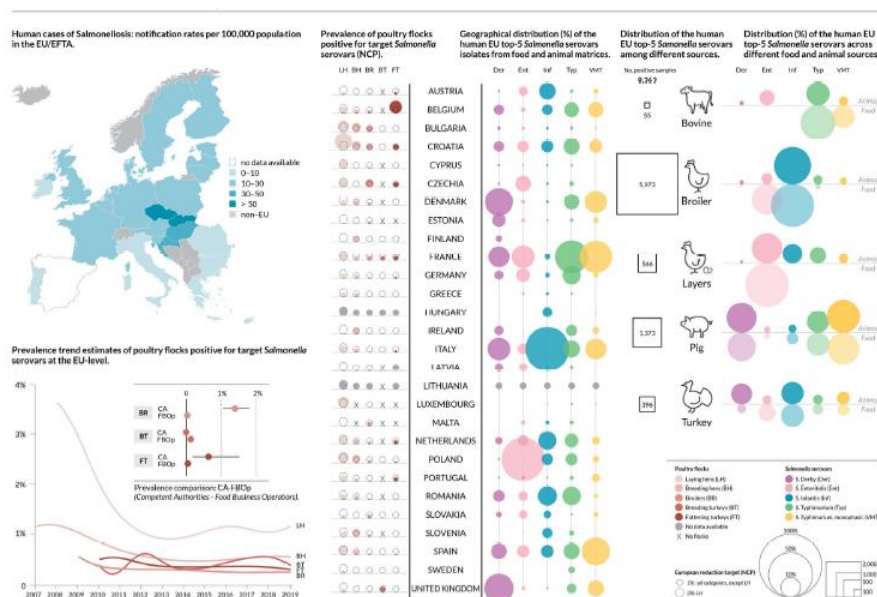 Human cases of Salmonellosis: notification rates per 100,000 population
in the EU/EFTA.
no data available
0–10
10–30
30–50
> 50
non-EU
Prevalence trend estimates of poultry flocks positive for target Salmonella
serovars at the EU-level.
4%
3%
2%
1%
0
0 1% 2%
BR CA
FBOp
BT CA
FBOp
FT CA
FBOp
Prevalence comparison: CA-FBOp
(Competent Authorities - Food Business Operators).
LH
BH
BT
FT
BR
2007 2008 2009 2010 2011 2012 2013 2014 2015 2016 2017 2018 2019
Prevalence of poultry flocks
positive for target Salmonella
serovars (NCP).
LH BH BR BT FT
Geographical distribution (%) of the
human EU top-5 Salmonella serovars
isolates from food and animal matrices.
Der Ent Inf Typ VMT
AUSTRIA
BELGIUM
BULGARIA
CROATIA
CYPRUS
CZECHIA
DENMARK
ESTONIA
FINLAND
FRANCE
GERMANY
GREECE
HUNGARY
IRELAND
ITALY
LATVIA
LITHUANIA
LUXEMBOURG
MALTA
NETHERLANDS
POLAND
PORTUGAL
ROMANIA
SLOVAKIA
SLOVENIA
SPAIN
SWEDEN
UNITED KINGDOM
Distribution of the human
EU top-5 Samonella serovars
among different sources.
No. positive samples
55
Bovine
5,973
Broiler
566
Layers
1,373
Pig
396
Turkey
Distribution (%) of the human EU
top-5 Salmonella serovars across
different food and animal sources.
Der Ent Inf Typ VMT
Food
Food
Food
Food
Food
Poultry flocks
Laying hens (LH)
Breeding hens (BH)
Broilers (BR)
Breeding turkeys (BT)
Fattening turkeys (FT)
No data available
X No flocks
European reduction target (NCP)
1%: all categories, except LH
2%: LH
Salmonella serovars
S. Derby (Der)
S. Enteritidis (Ent)
S. Infantis (Inf)
S. Typhimurium (Typ)
S. Typhimurium var. monophasic (VMT)
100%
50%
10%
2,000
1,000
500
100